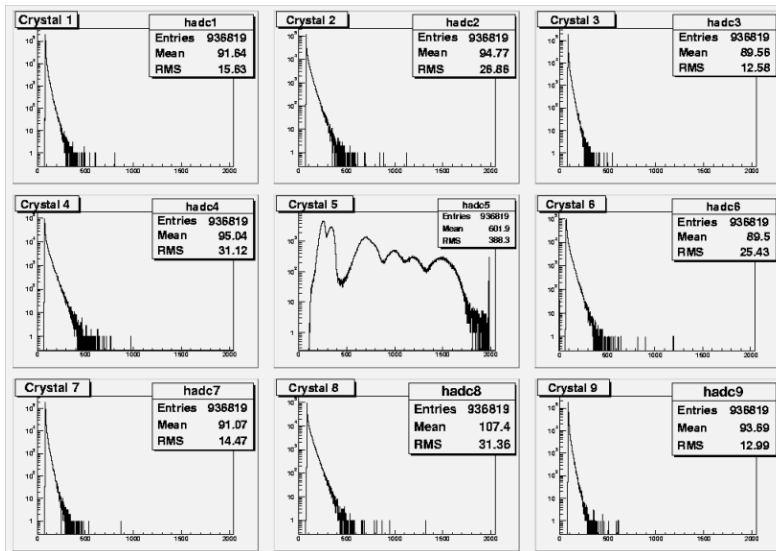 Crystal 1
hadc1
Entries 936819
Mean 91.64
RMS 15.63
Crystal 2
hadc2
Entries 936819
Mean 94.77
RMS 26.86
Crystal 3
hadc3
Entries 936819
Mean 89.56
RMS 12.58
Crystal 4
hadc4
Entries 936819
Mean 95.04
RMS 31.12
Crystal 5
hadc5
Entries 936819
Mean 601.9
RMS 388.3
Crystal 6
hadc6
Entries 936819
Mean 89.5
RMS 25.43
Crystal 7
hadc7
Entries 936819
Mean 91.07
RMS 14.47
Crystal 8
hadc8
Entries 936819
Mean 107.4
RMS 31.36
Crystal 9
hadc9
Entries 936819
Mean 93.69
RMS 12.99